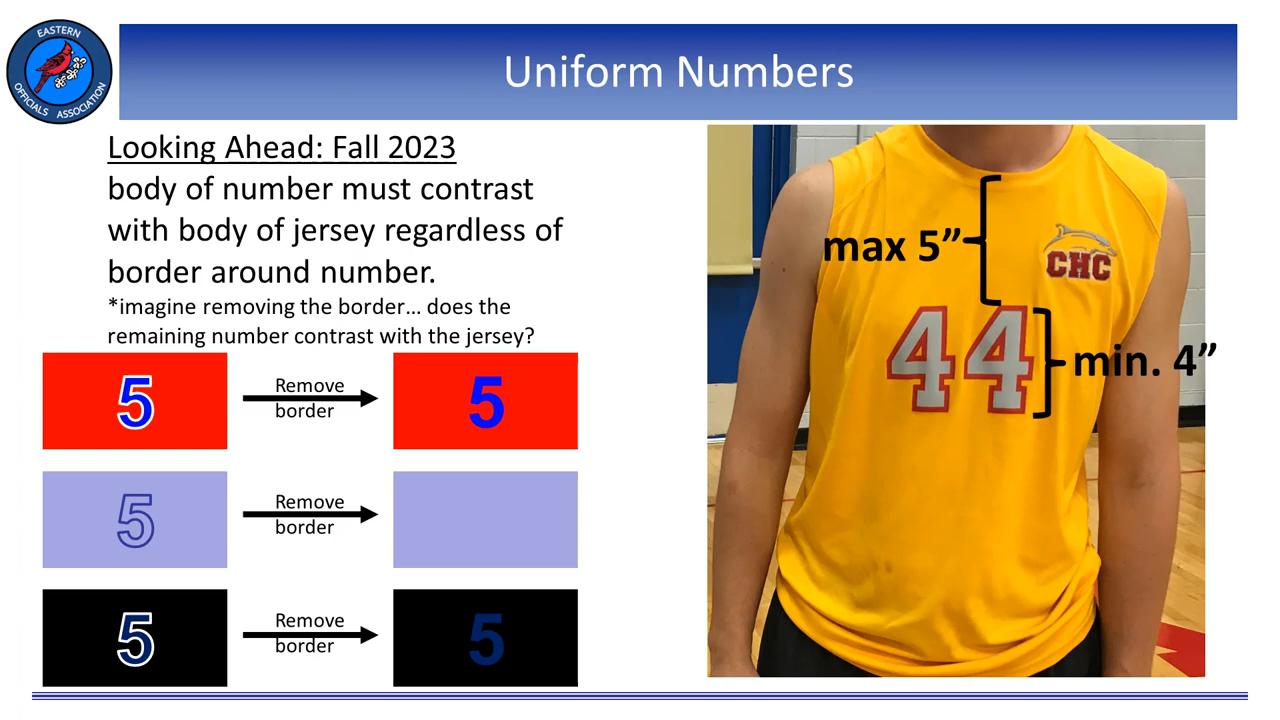 EASTERN
OFFICIALS ASSOCIATION
Uniform Numbers
Looking Ahead: Fall 2023
body of number must contrast
with body of jersey regardless of
border around number.
*imagine removing the border... does the
remaining number contrast with the jersey?
5
Remove
border
5
5
Remove
border
5
Remove
border
5
max 5”
CHC
44
min. 4”